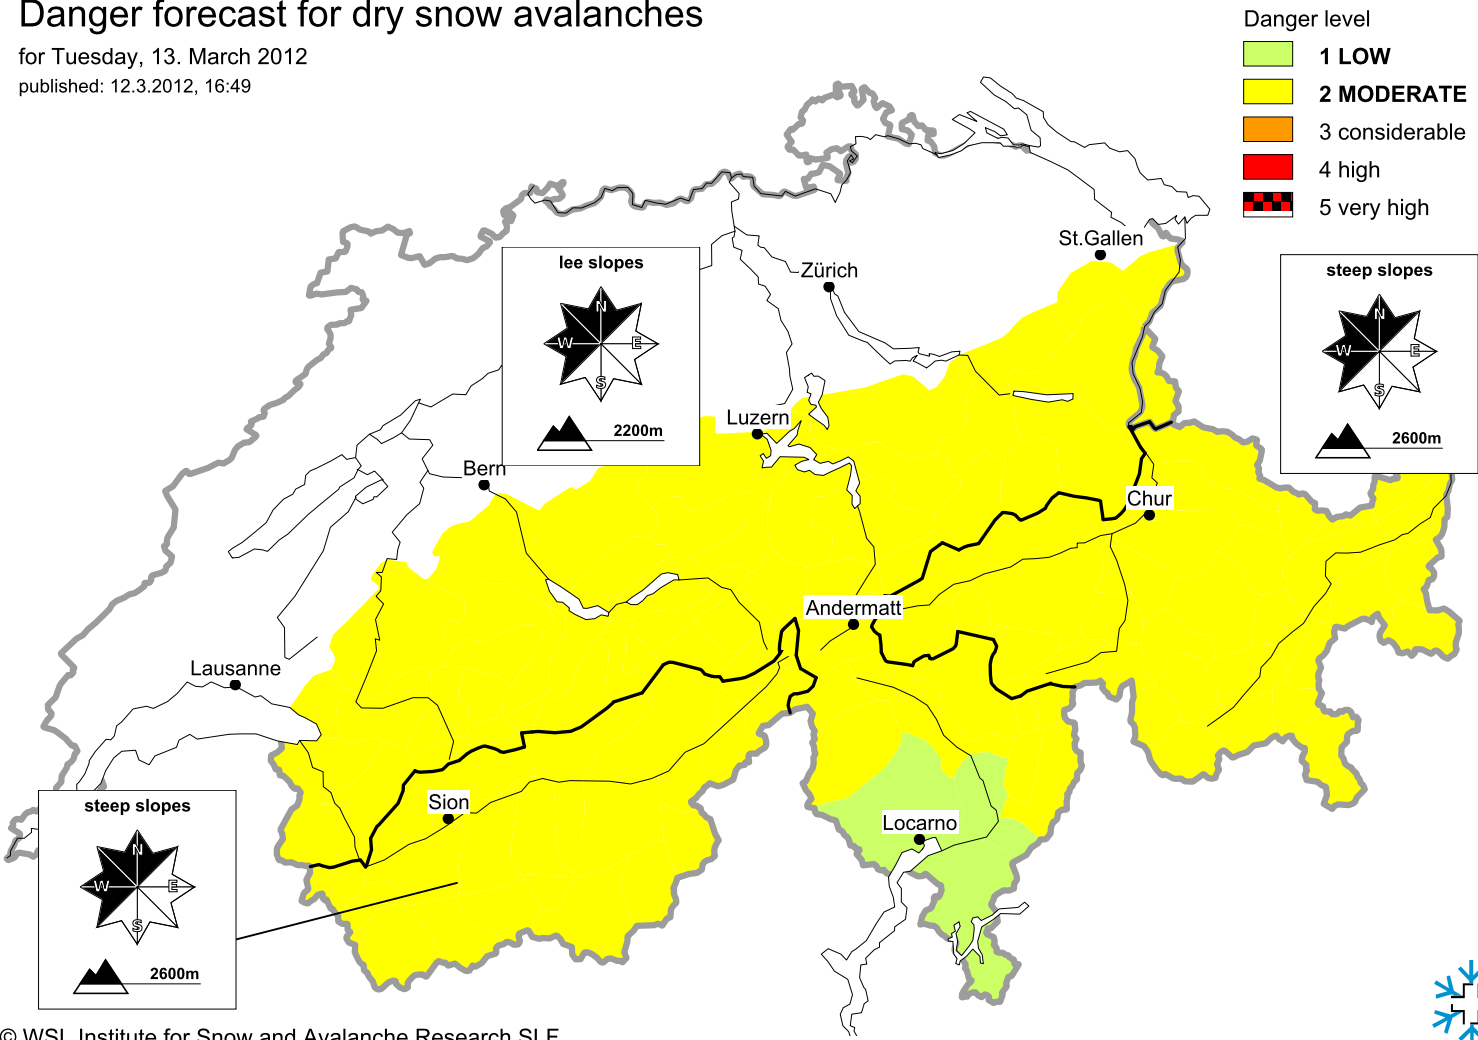 Danger forecast for dry snow avalanches
for Tuesday, 13. March 2012
published: 12.3.2012, 16:49
Danger level
1 LOW
2 MODERATE
3 considerable
4 high
5 very high
St.Gallen
Zürich
lee slopes
N
W E
S
2200m
steep slopes
N
W E
S
2600m
Luzern
Bern
Chur
Andermatt
Lausanne
Sion
Locarno
steep slopes
N
W E
S
2600m
© WSL Institute for Snow and Avalanche Research SLF